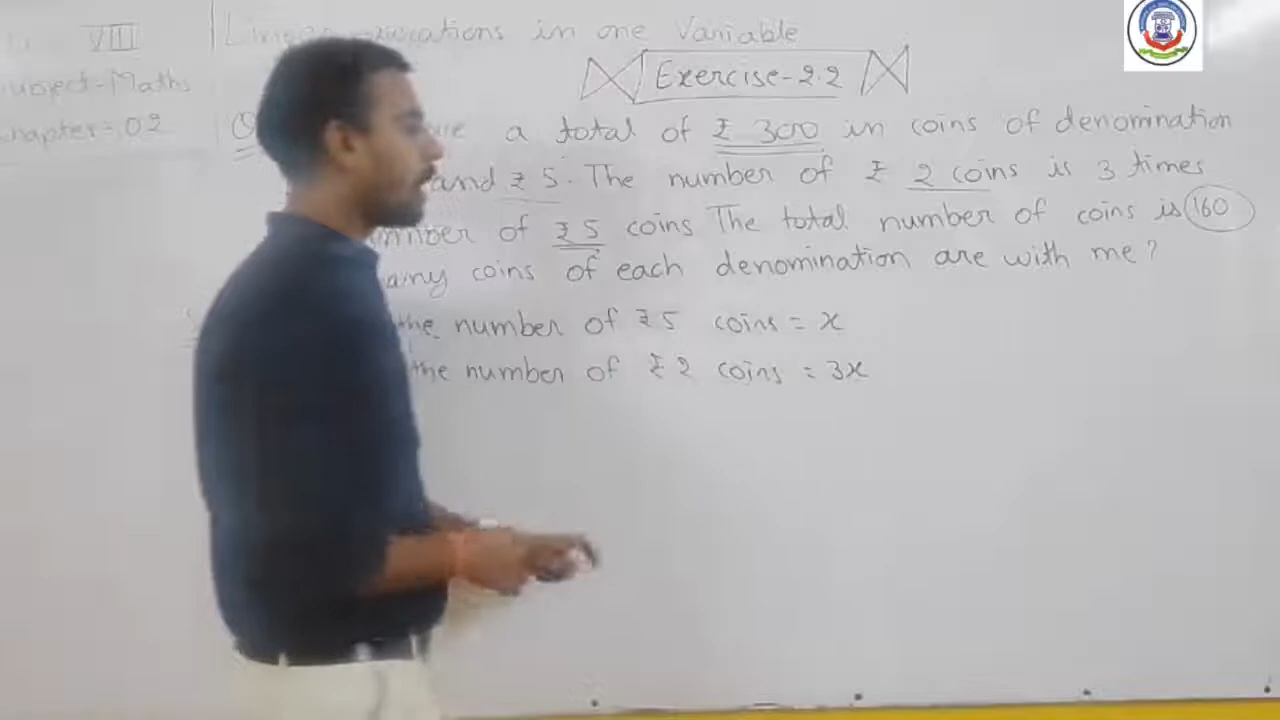 VIII
Linear equations in one Variable
Subject-Maths
Exercise-2.2
Chapter-02
a total of ₹ 300 in coins of denomination
and ₹ 5. The number of ₹ 2 coins is 3 times
number of ₹5 coins The total number of coins is 160
many coins of each denomination are with me?
the number of ₹5 coins = x
the number of ₹2 coins = 3x